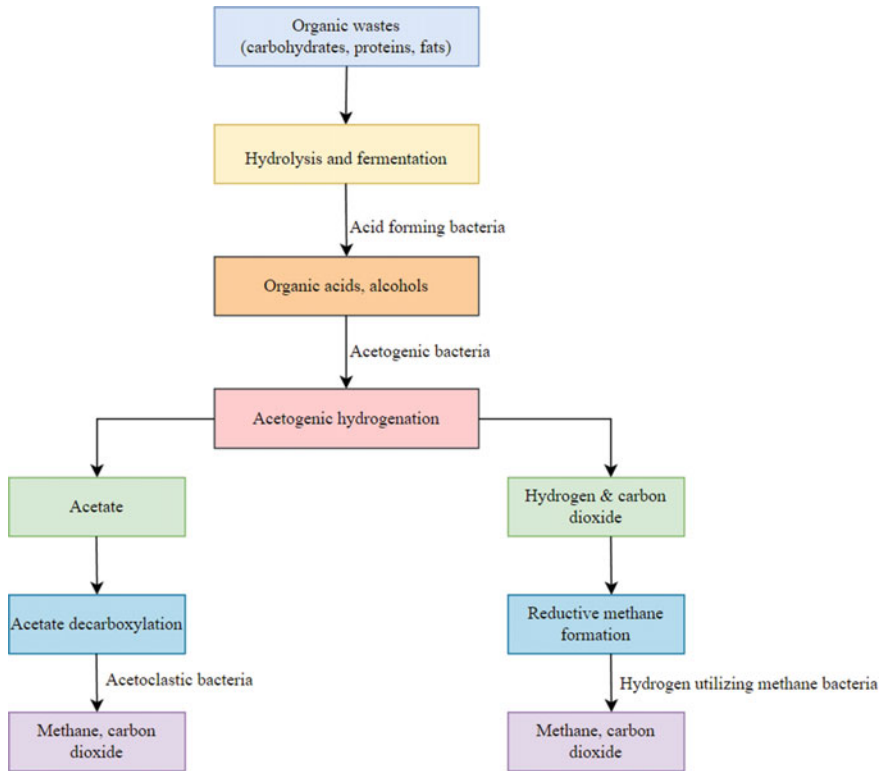 Organic wastes
(carbohydrates, proteins, fats)
Hydrolysis and fermentation
Acid forming bacteria
Organic acids, alcohols
Acetogenic bacteria
Acetogenic hydrogenation
Acetate
Hydrogen & carbon
dioxide
Acetate decarboxylation
Reductive methane
formation
Acetoclastic bacteria
Hydrogen utilizing methane bacteria
Methane, carbon
dioxide
Methane, carbon
dioxide